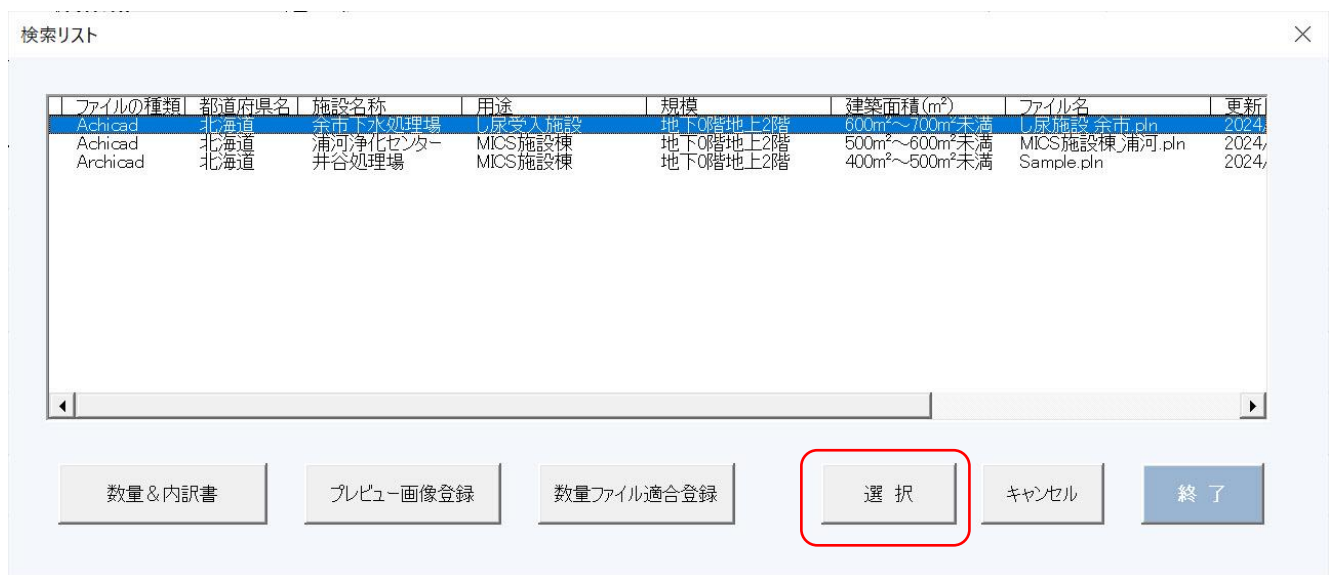 検索リスト
ファイルの種類 都道府県名 施設名称 用途 規模 建築面積(m²) ファイル名 更新
Achicad 北海道 余市下水処理場 し尿受入施設 地下0階地上2階 600m²～700m²未満 し尿施設 余市.pln 2024/
Achicad 北海道 浦河浄化センター MICS施設棟 地下0階地上2階 500m²～600m²未満 MICS施設棟_浦河.pln 2024/
Archicad 北海道 井谷処理場 MICS施設棟 地下0階地上2階 400m²～500m²未満 Sample.pln 2024/
数量＆内訳書 プレビュー画像登録 数量ファイル適合登録 選 択 キャンセル 終 了